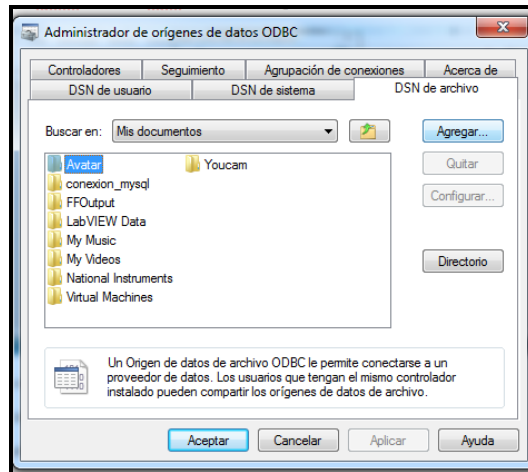 Administrador de orígenes de datos ODBC
Controladores Seguimiento Agrupación de conexiones Acerca de
DSN de usuario DSN de sistema DSN de archivo
Buscar en: Mis documentos Agregar...
Avatar Youcam Quitar
conexion_mysql
FFOutput Configurar...
LabVIEW Data
My Music
My Videos Directorio
National Instruments
Virtual Machines
Un Origen de datos de archivo ODBC le permite conectarse a un
proveedor de datos. Los usuarios que tengan el mismo controlador
instalado pueden compartir los orígenes de datos de archivo.
Aceptar Cancelar Aplicar Ayuda